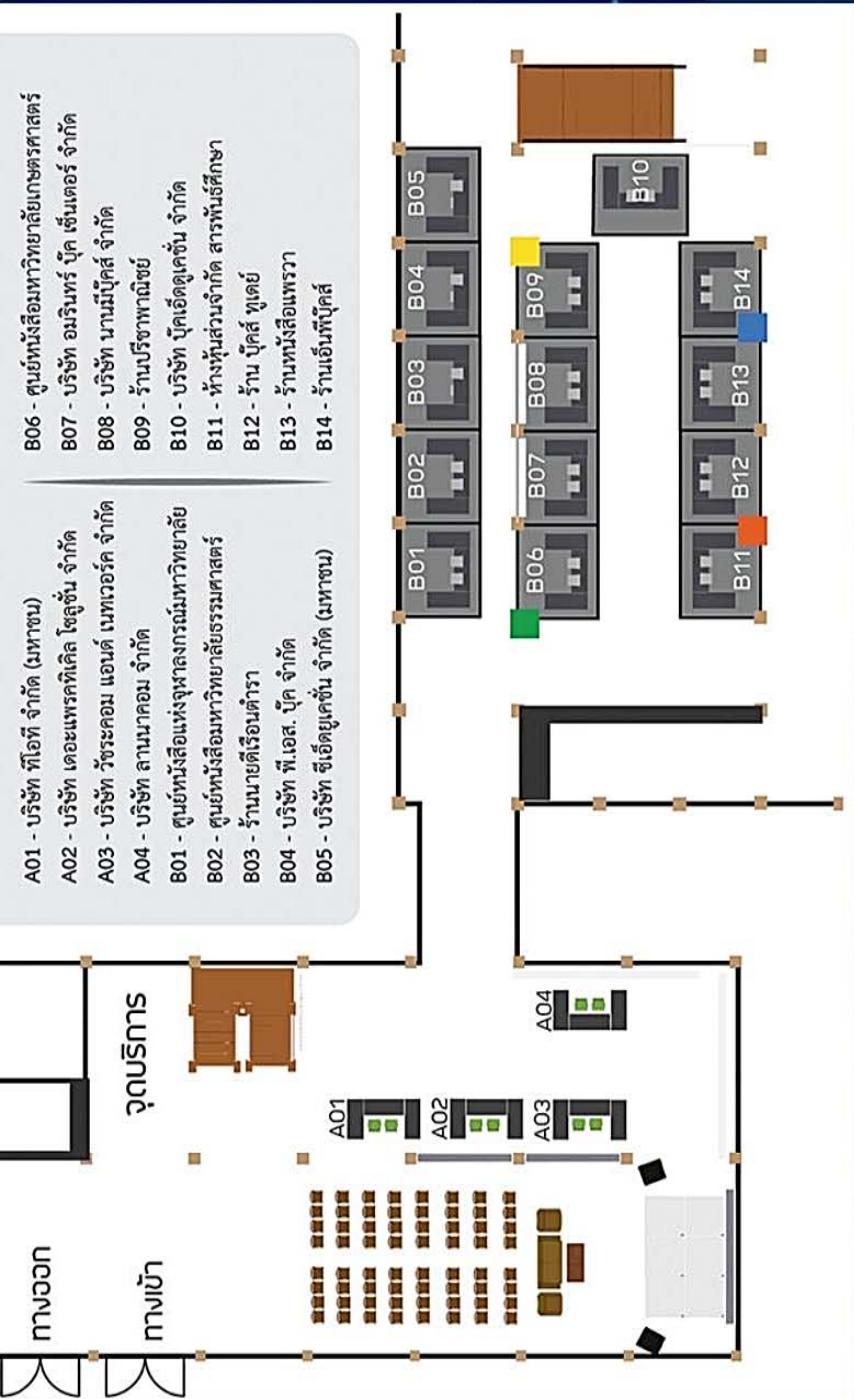 A01 - บริษัท ทีโอที จำกัด (มหาชน)
A02 - บริษัท เดอะแพรคทิเคิล โซลูชั่น จำกัด
A03 - บริษัท วัชระคอม แอนด์ เนทเวอร์ค จำกัด
A04 - บริษัท ลานนาคอม จำกัด
B01 - ศูนย์หนังสือแห่งจุฬาลงกรณ์มหาวิทยาลัย
B02 - ศูนย์หนังสือมหาวิทยาลัยธรรมศาสตร์
B03 - ร้านนายดีเรือนตำรา
B04 - บริษัท พี.เอส. บุ๊ค จำกัด
B05 - บริษัท ซีเอ็ดยูเคชั่น จำกัด (มหาชน)
B06 - ศูนย์หนังสือมหาวิทยาลัยเกษตรศาสตร์
B07 - บริษัท อมรินทร์ บุ๊ค เซ็นเตอร์ จำกัด
B08 - บริษัท นานมีบุ๊คส์ จำกัด
B09 - ร้านปรีชาพาณิชย์
B10 - บริษัท บุ๊คเอ็ดดูเคชั่น จำกัด
B11 - ห้างหุ้นส่วนจำกัด สารพันธ์ศึกษา
B12 - ร้าน บุ๊คส์ ทูเดย์
B13 - ร้านหนังสือแพรวา
B14 - ร้านเอ็นพีบุ๊คส์
ทางออก
ทางเข้า
จุดบริการ
A01
A02
A03
A04
B01
B02
B03
B04
B05
B06
B07
B08
B09
B10
B11
B12
B13
B14